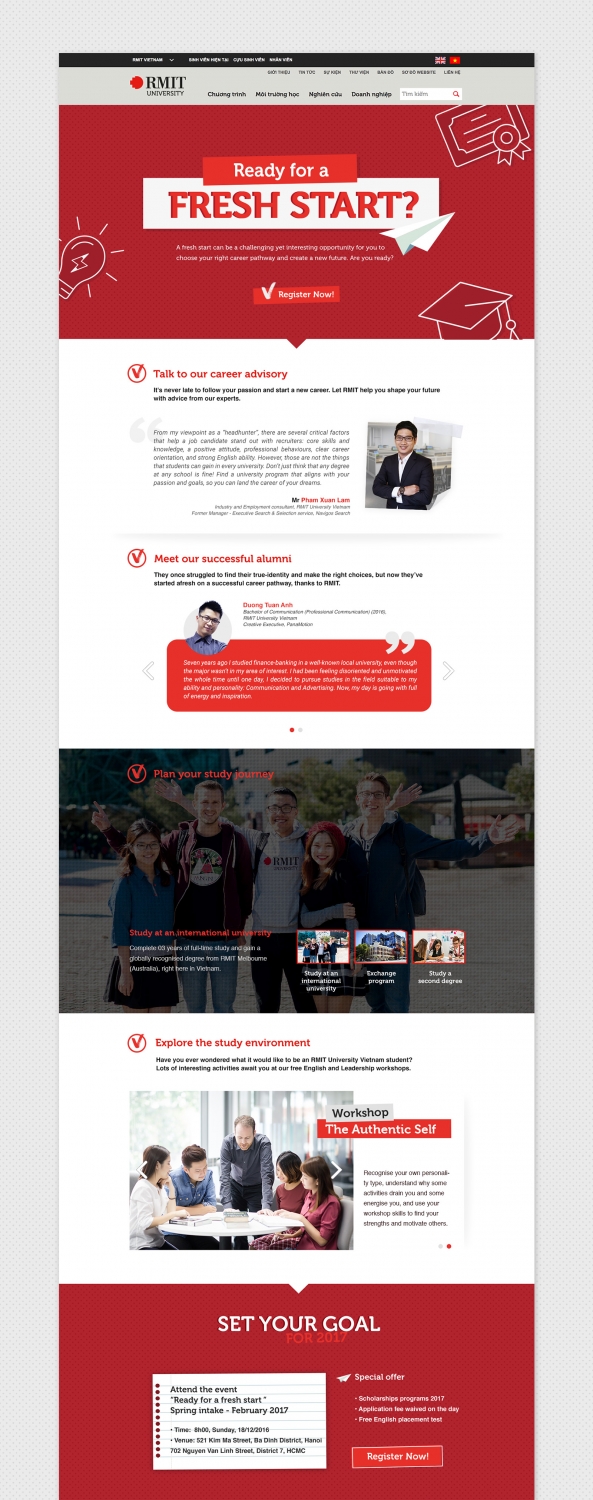 RMIT VIETNAM
SINH VIÊN HIỆN TẠI CỰU SINH VIÊN NHÂN VIÊN
GIỚI THIỆU TIN TỨC SỰ KIỆN THƯ VIỆN BẢN ĐỒ SƠ ĐỒ WEBSITE LIÊN HỆ
RMIT
UNIVERSITY
Chương trình Môi trường học Nghiên cứu Doanh nghiệp Tìm kiếm
Ready for a
FRESH START?
A fresh start can be a challenging yet interesting opportunity for you to
choose your right career pathway and create a new future. Are you ready?
Register Now!
Talk to our career advisory
It's never late to follow your passion and start a new career. Let RMIT help you shape your future
with advice from our experts.
From my viewpoint as a "headhunter", there are several critical factors
that help a job candidate stand out with recruiters: core skills and
knowledge, a positive attitude, professional behaviours, clear career
orientation, and strong English ability. However, those are not the things
that students can gain in every university. Don't just think that any degree
at any school is fine! Find a university program that aligns with your
passion and goals, so you can land the career of your dreams.
Mr Pham Xuan Lam
Industry and Employment consultant, RMIT University Vietnam
Former Manager - Executive Search & Selection service, Navigos Search
Meet our successful alumni
They once struggled to find their true-identity and make the right choices, but now they've
started afresh on a successful career pathway, thanks to RMIT.
Duong Tuan Anh
Bachelor of Communication (Professional Communication) (2016),
RMIT University Vietnam
Creative Executive, PanaMotion
Seven years ago I studied finance-banking in a well-known local university, even though
the major wasn't in my area of interest. I had been feeling disoriented and unmotivated
the whole time until one day, I decided to pursue studies in the field suitable to my
ability and personality: Communication and Advertising. Now, my day is going with full
of energy and inspiration.
Plan your study journey
RMIT
UNIVERSITY
Study at an international university
Complete 03 years of full-time study and gain a
globally recognised degree from RMIT Melbourne
(Australia), right here in Vietnam.
Study at an
international
university
Exchange
program
Study a
second degree
Explore the study environment
Have you ever wondered what it would like to be an RMIT University Vietnam student?
Lots of interesting activities await you at our free English and Leadership workshops.
Workshop
The Authentic Self
Recognise your own personali-
ty type, understand why some
activities drain you and some
energise you, and use your
workshop skills to find your
strengths and motivate others.
SET YOUR GOAL
FOR 2017
Attend the event
"Ready for a fresh start "
Spring intake - February 2017
• Time: 8h00, Sunday, 18/12/2016
• Venue: 521 Kim Ma Street, Ba Dinh District, Hanoi
702 Nguyen Van Linh Street, District 7, HCMC
Special offer
• Scholarships programs 2017
• Application fee waived on the day
• Free English placement test
Register Now!